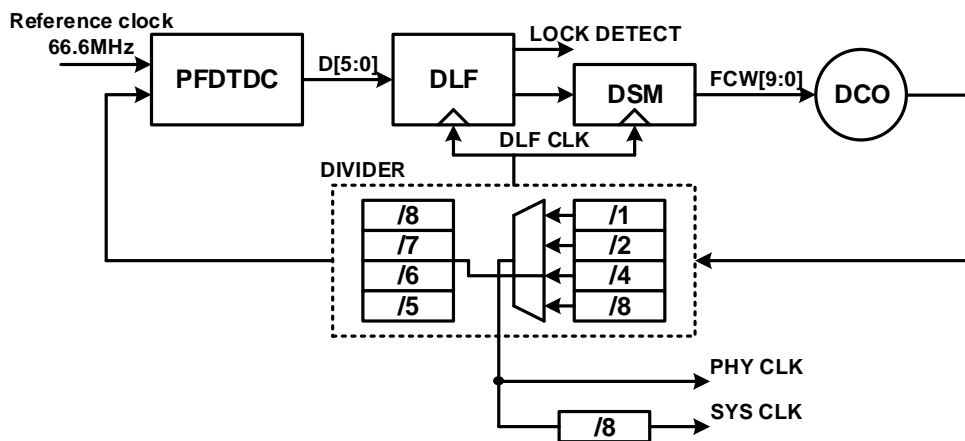 Reference clock
66.6MHz
PFDTDC
D[5:0]
DLF
LOCK DETECT
DSM
FCW[9:0]
DCO
DLF CLK
DIVIDER
/8
/7
/6
/5
/1
/2
/4
/8
PHY CLK
SYS CLK
/8